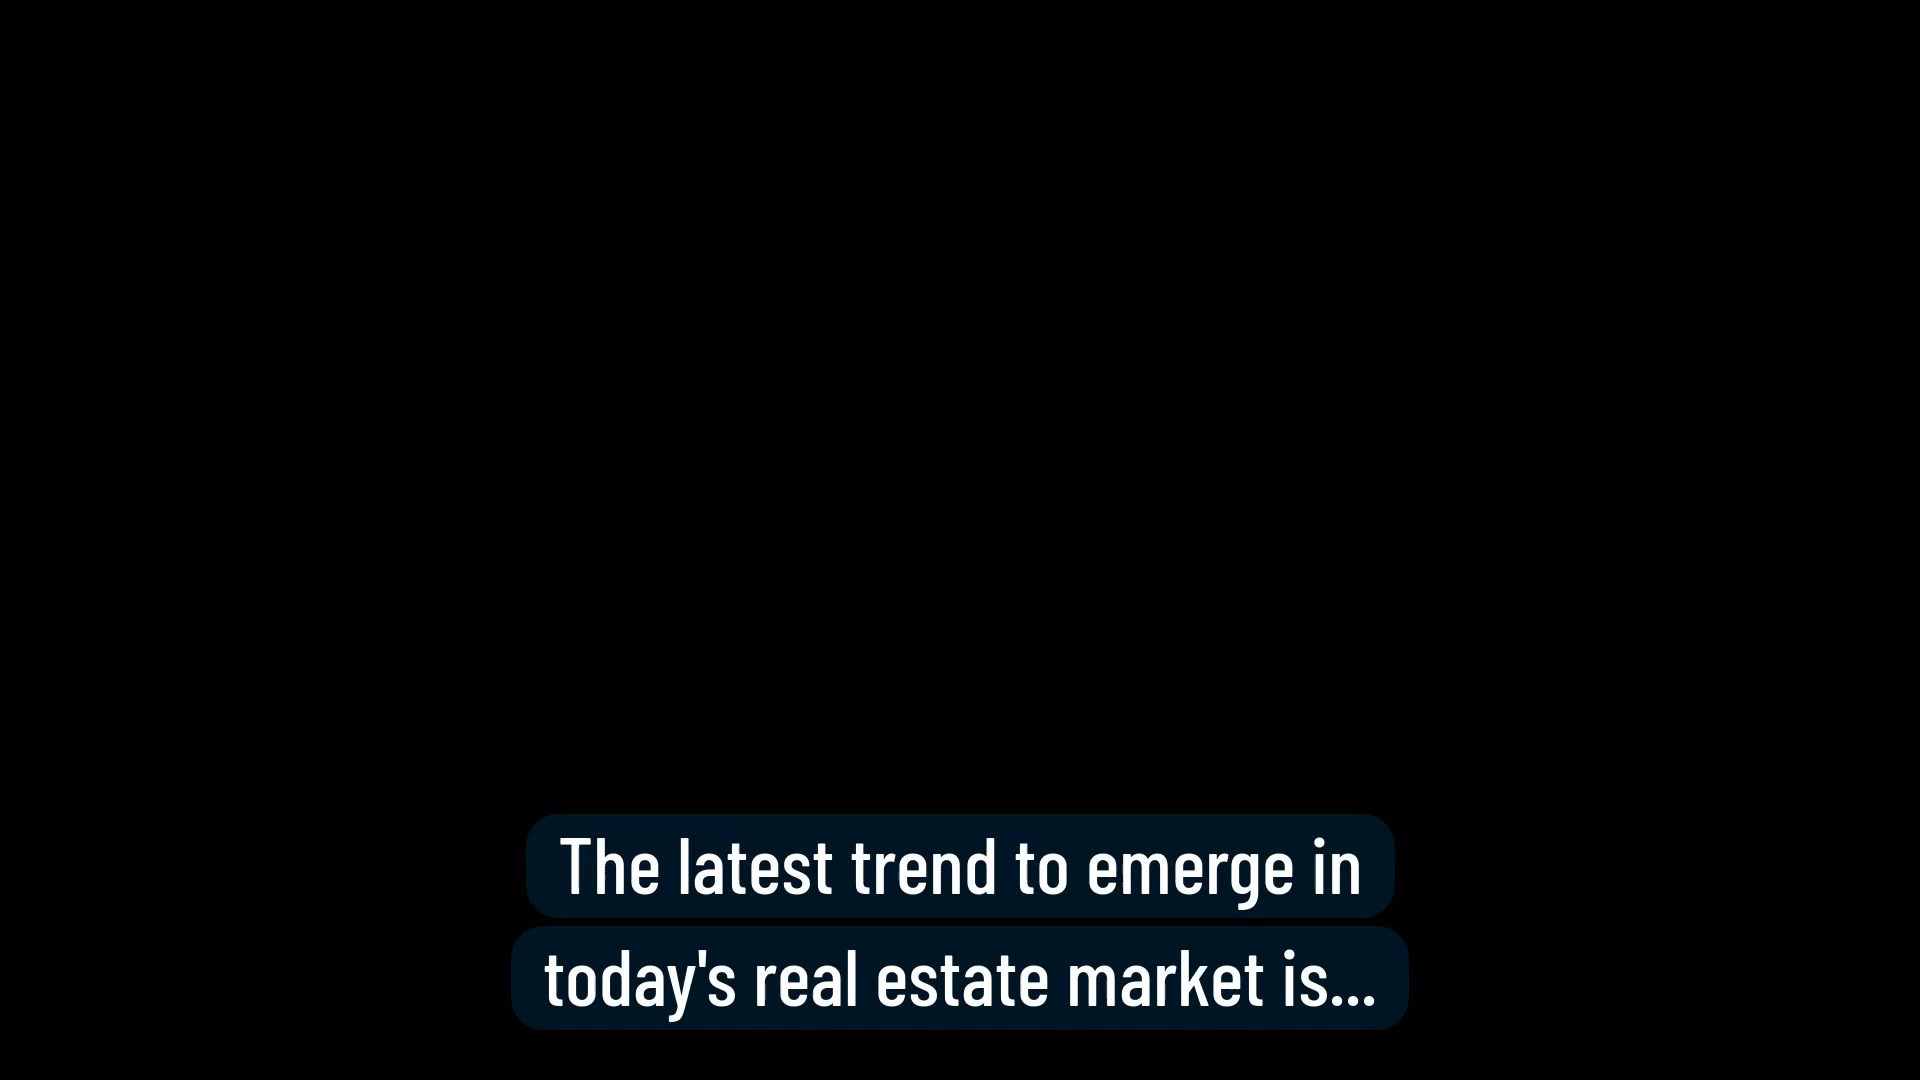 The latest trend to emerge in
today's real estate market is...